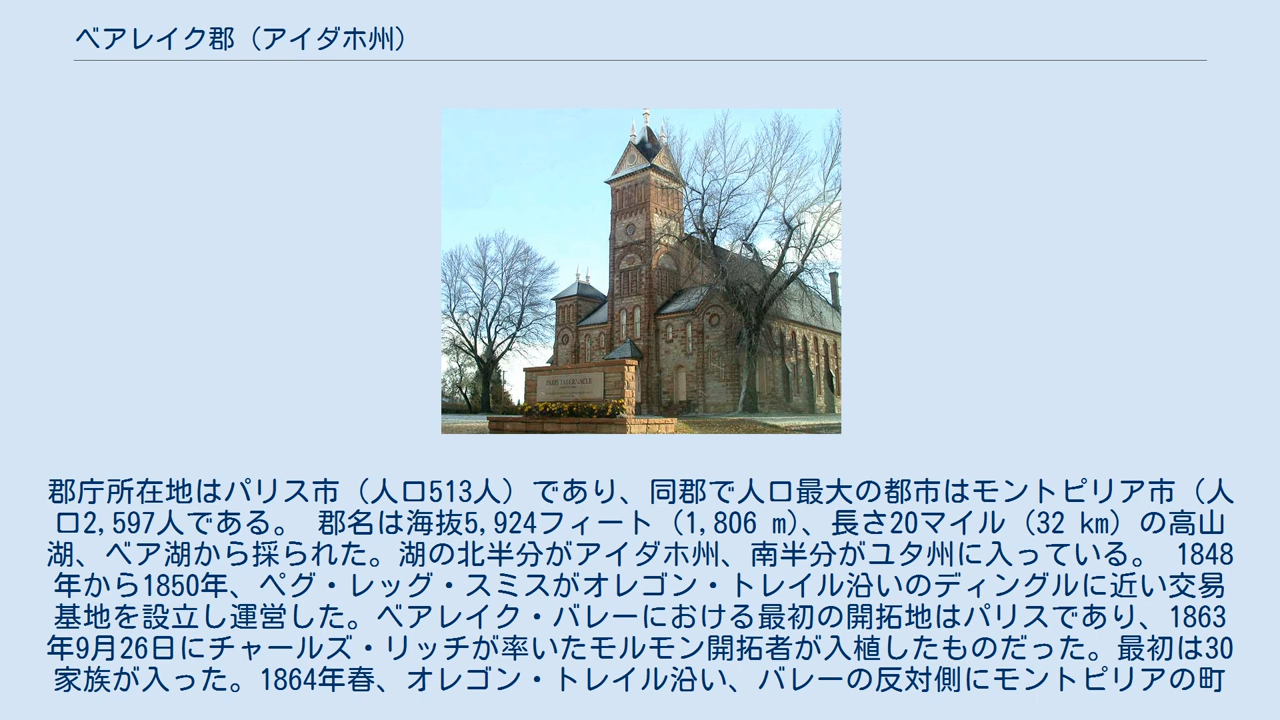 ベアレイク郡（アイダホ州）
PARIS TABERNACLE
郡庁所在地はパリス市（人口513人）であり、同郡で人口最大の都市はモントピリア市（人
口2,597人である。 郡名は海抜5,924フィート（1,806 m）、長さ20マイル（32 km）の高山
湖、ベア湖から採られた。湖の北半分がアイダホ州、南半分がユタ州に入っている。 1848
年から1850年、ペグ・レッグ・スミスがオレゴン・トレイル沿いのディングルに近い交易
基地を設立し運営した。ベアレイク・バレーにおける最初の開拓地はパリスであり、1863
年9月26日にチャールズ・リッチが率いたモルモン開拓者が入植したものだった。最初は30
家族が入った。1864年春、オレゴン・トレイル沿い、バレーの反対側にモントピリアの町